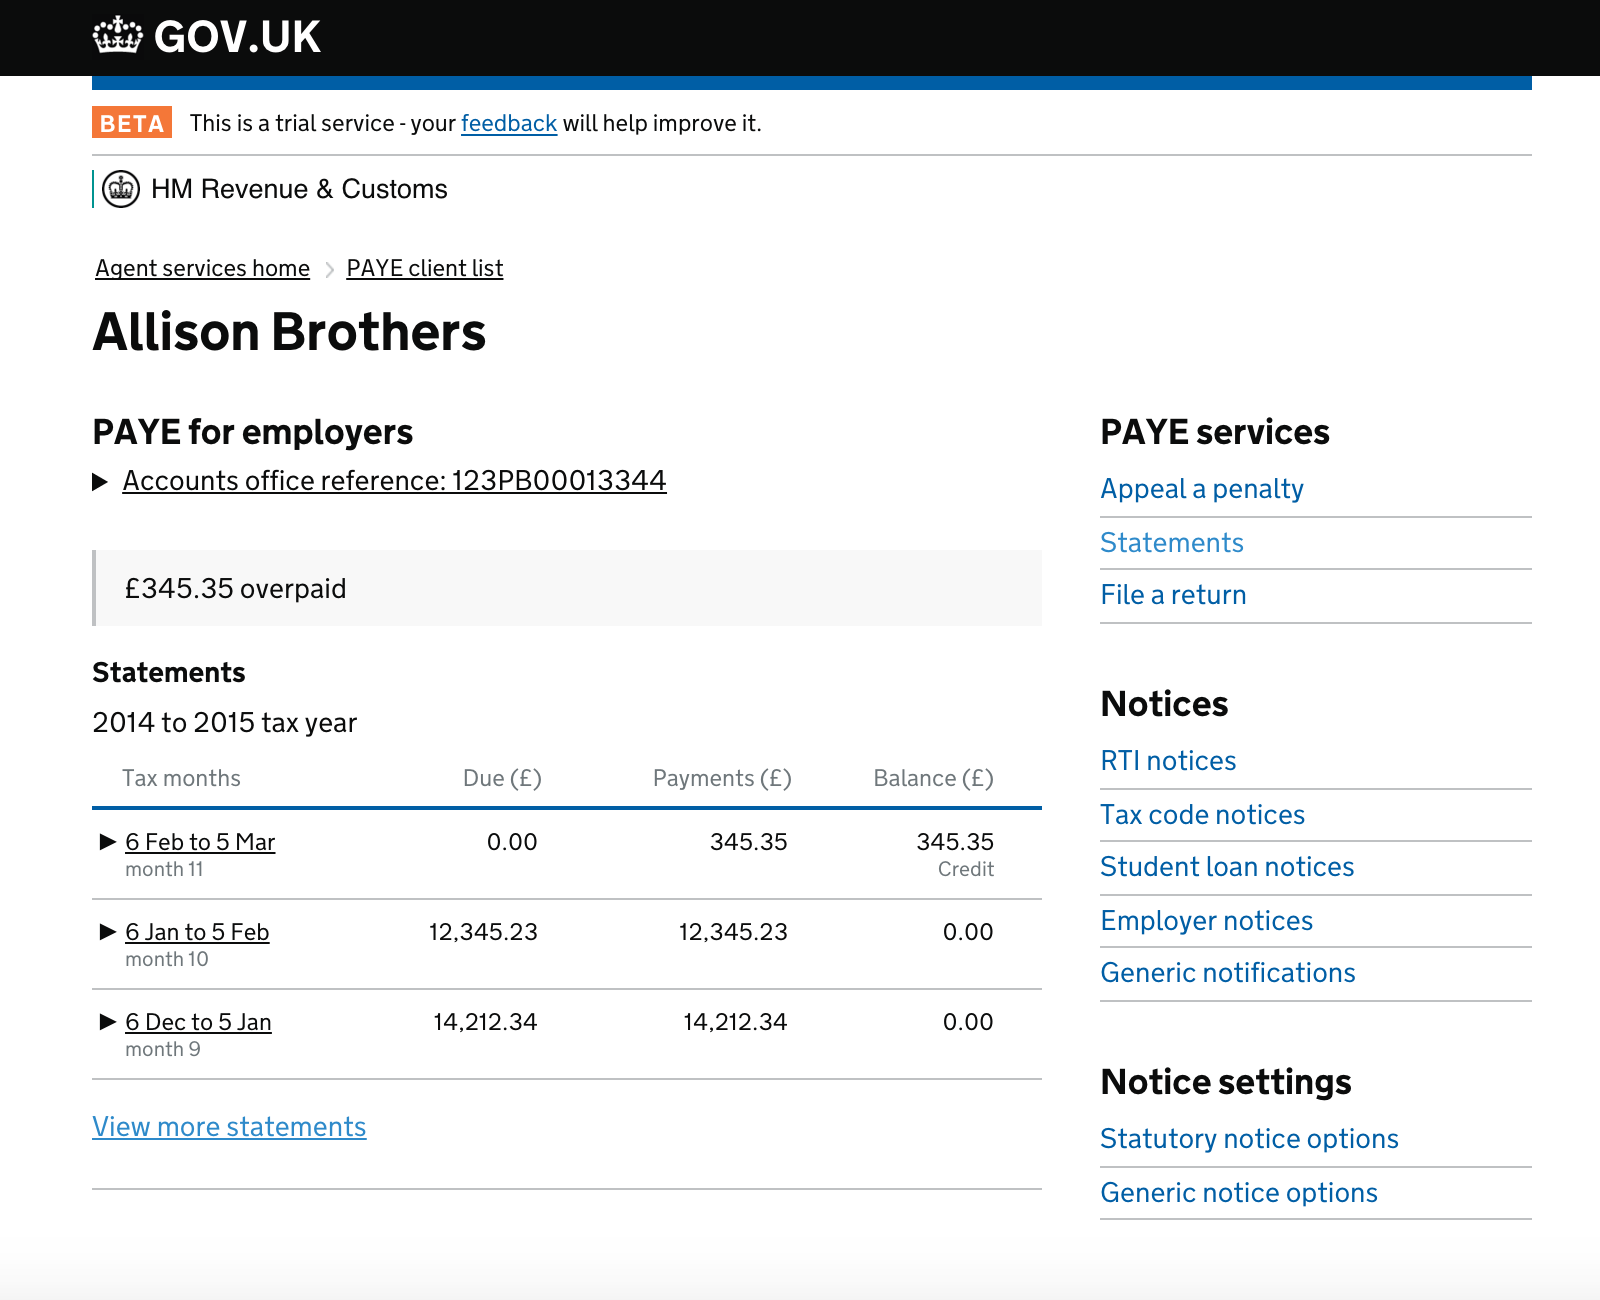 GOV.UK
BETA This is a trial service - your feedback will help improve it.
HM Revenue & Customs
Agent services home PAYE client list
Allison Brothers
PAYE for employers
Accounts office reference: 123PB00013344
£345.35 overpaid
Statements
2014 to 2015 tax year
Tax months Due (£) Payments (£) Balance (£)
6 Feb to 5 Mar 0.00 345.35 345.35
month 11 Credit
6 Jan to 5 Feb 12,345.23 12,345.23 0.00
month 10
6 Dec to 5 Jan 14,212.34 14,212.34 0.00
month 9
View more statements
PAYE services
Appeal a penalty
Statements
File a return
Notices
RTI notices
Tax code notices
Student loan notices
Employer notices
Generic notifications
Notice settings
Statutory notice options
Generic notice options